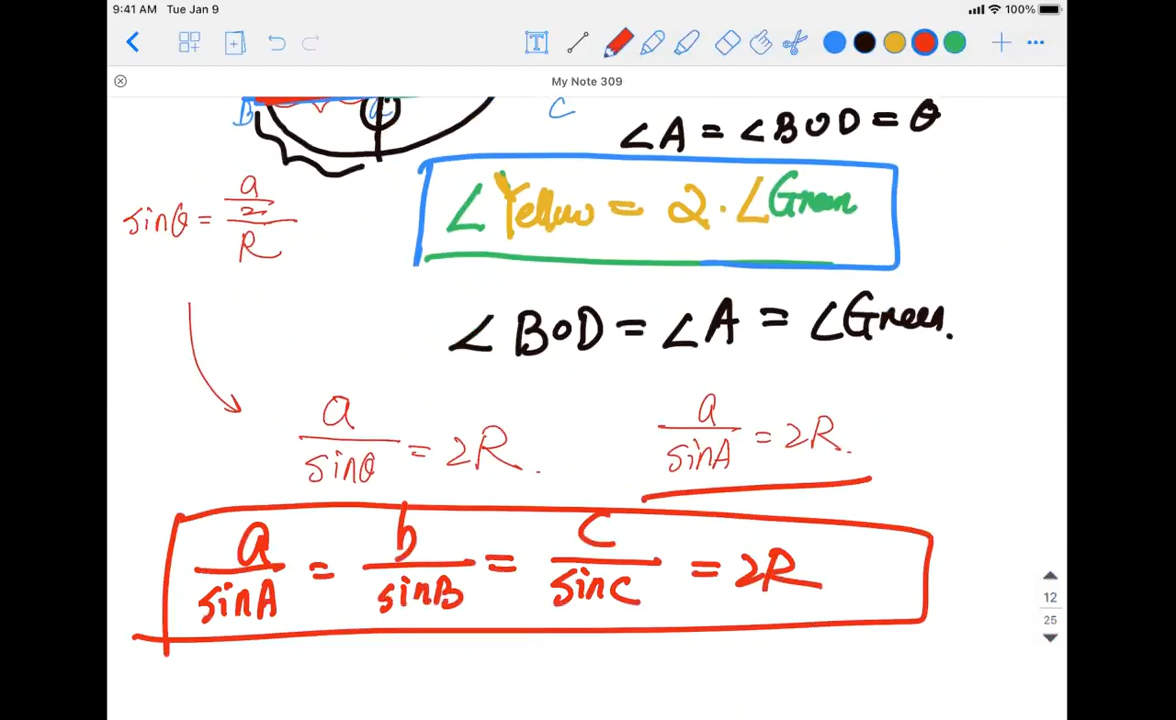 9:41 AM Tue Jan 9
100%
T
My Note 309
B
C
∠A = ∠BOD = θ
∠Yellow = 2·∠Green
sinθ = (a/2)/R
∠BOD = ∠A = ∠Green.
a/sinθ = 2R.
a/sinA = 2R.
a/sinA = b/sinB = c/sinC = 2R
12
25